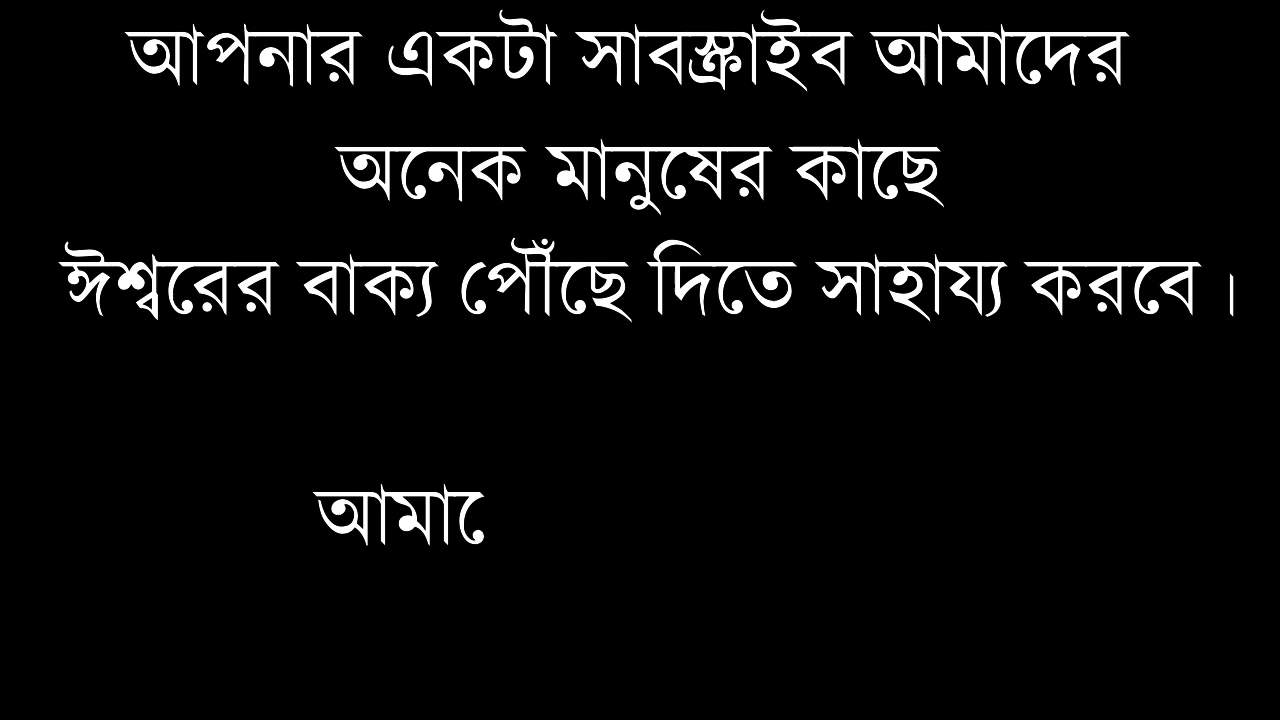 আপনার একটা সাবস্ক্রাইব আমাদের
অনেক মানুষের কাছে
ঈশ্বরের বাক্য পৌঁছে দিতে সাহায্য করবে।
আমাে